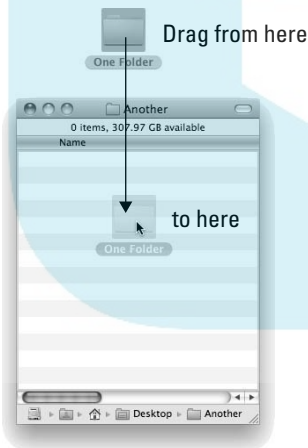 Drag from here
One Folder
Another
0 items, 307.97 GB available
Name
to here
One Folder
Desktop
Another